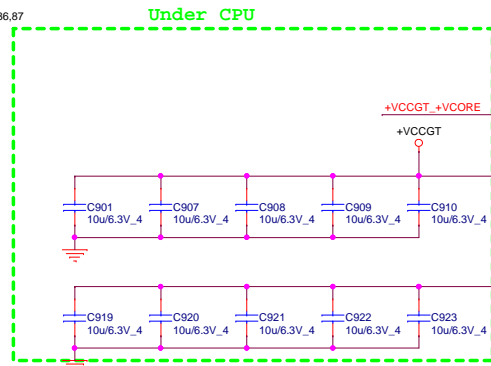 36,87
Under CPU
+VCCGT_+VCORE
+VCCGT
C901 C907 C908 C909 C910
10u/6.3V_4 10u/6.3V_4 10u/6.3V_4 10u/6.3V_4 10u/6.3V_4
C919 C920 C921 C922 C923
10u/6.3V_4 10u/6.3V_4 10u/6.3V_4 10u/6.3V_4 10u/6.3V_4